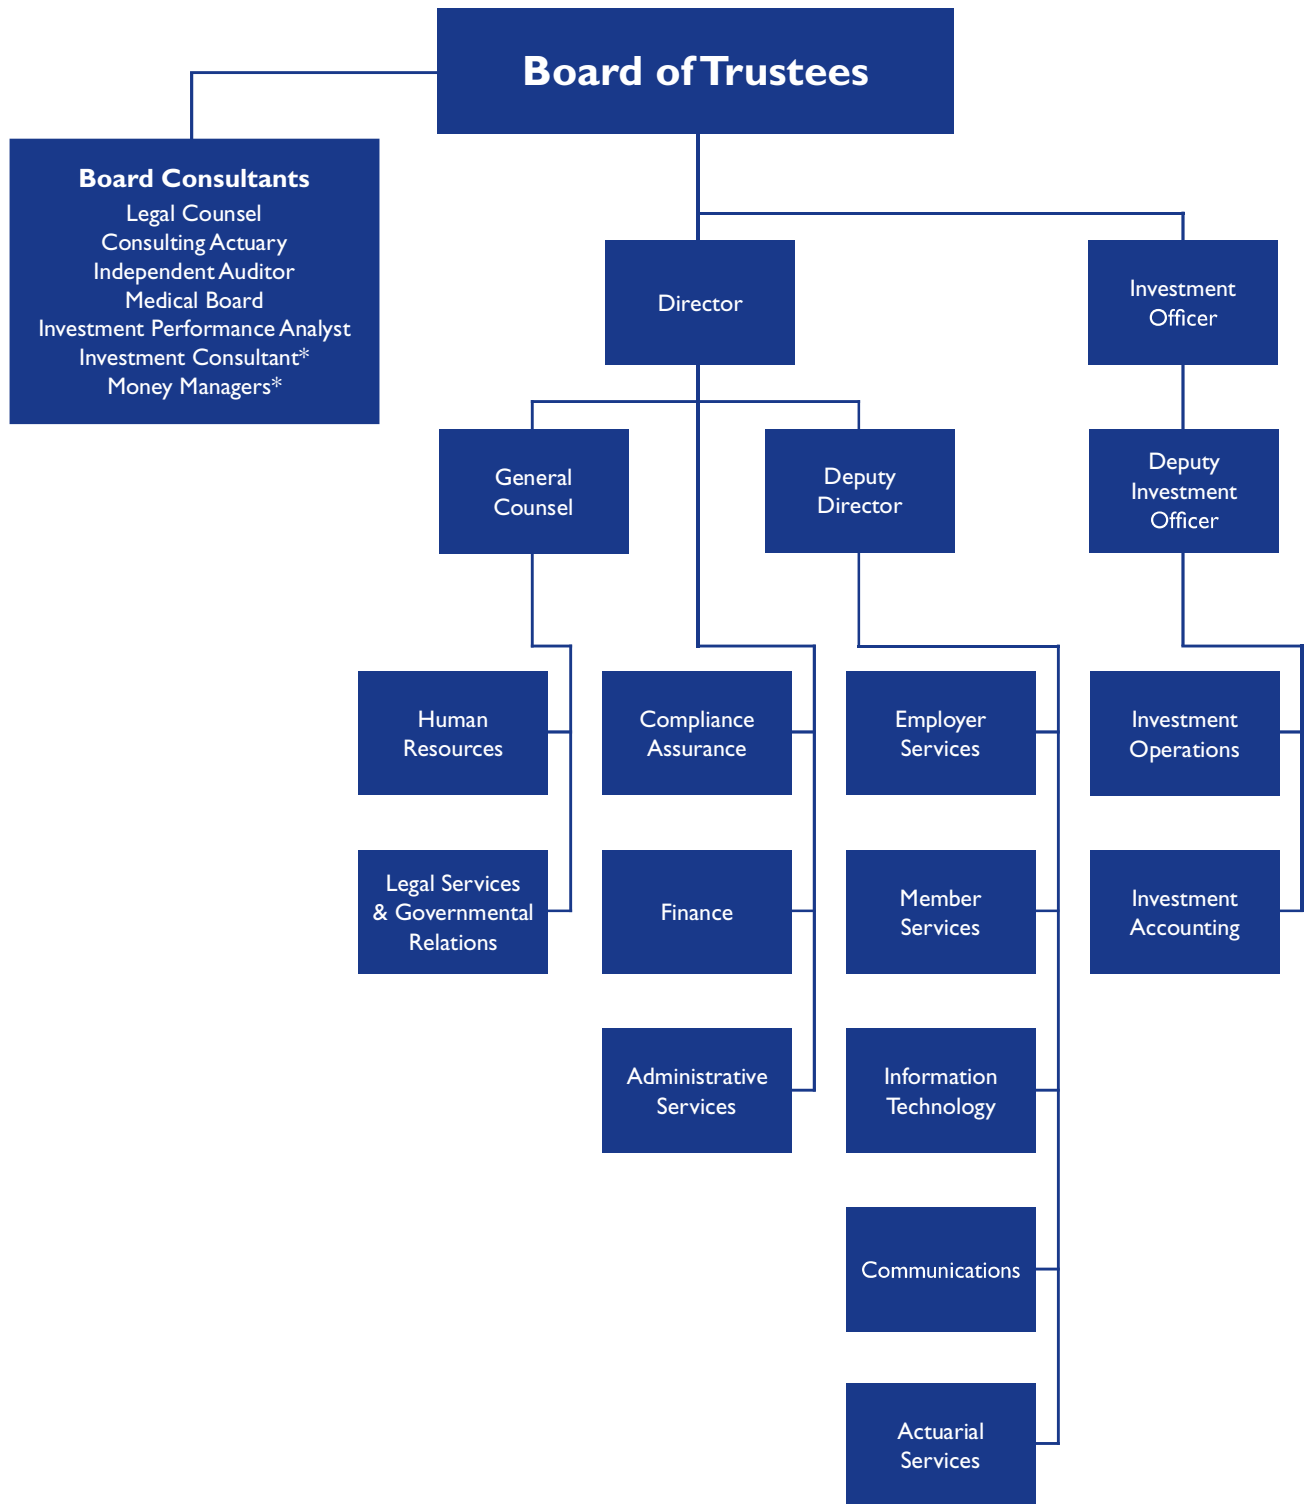 Board of Trustees
Board Consultants
Legal Counsel
Consulting Actuary
Independent Auditor
Medical Board
Investment Performance Analyst
Investment Consultant*
Money Managers*
Director
Investment
Officer
General
Counsel
Deputy
Director
Deputy
Investment
Officer
Human
Resources
Compliance
Assurance
Employer
Services
Investment
Operations
Legal Services
& Governmental
Relations
Finance
Member
Services
Investment
Accounting
Administrative
Services
Information
Technology
Communications
Actuarial
Services